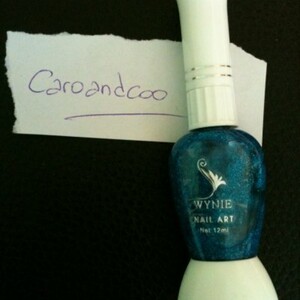 Caroandcoo
WYNIE
NAIL ART
Net 12ml